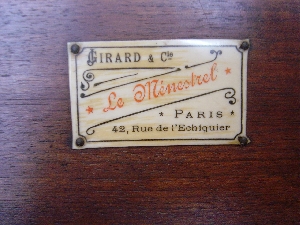 GIRARD & Cie
Le Ménestrel
PARIS
42, Rue de l'Echiquier